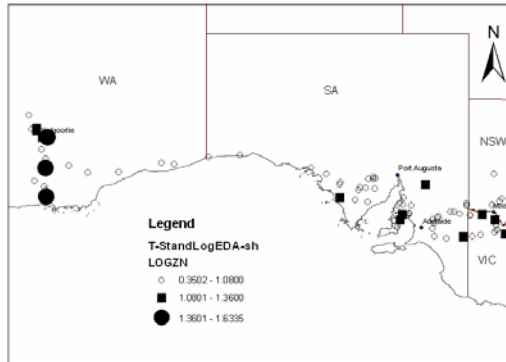 N
WA
SA
NSW
Port Augusta
Adelaide
VIC
Legend
T-StandLogEDA-sh
LOGZN
0.3502 - 1.0800
1.0801 - 1.3600
1.3601 - 1.6335